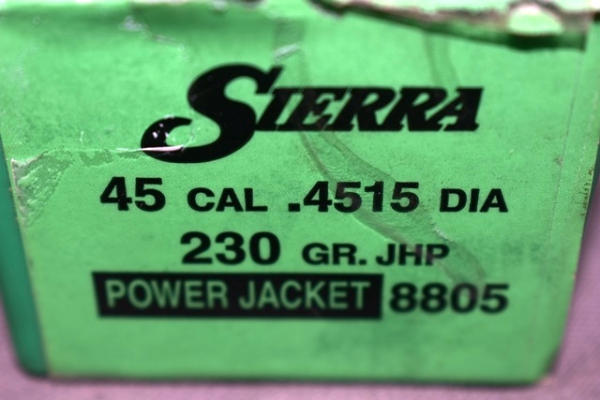 SIERRA
45 CAL .4515 DIA
230 GR. JHP
POWER JACKET 8805